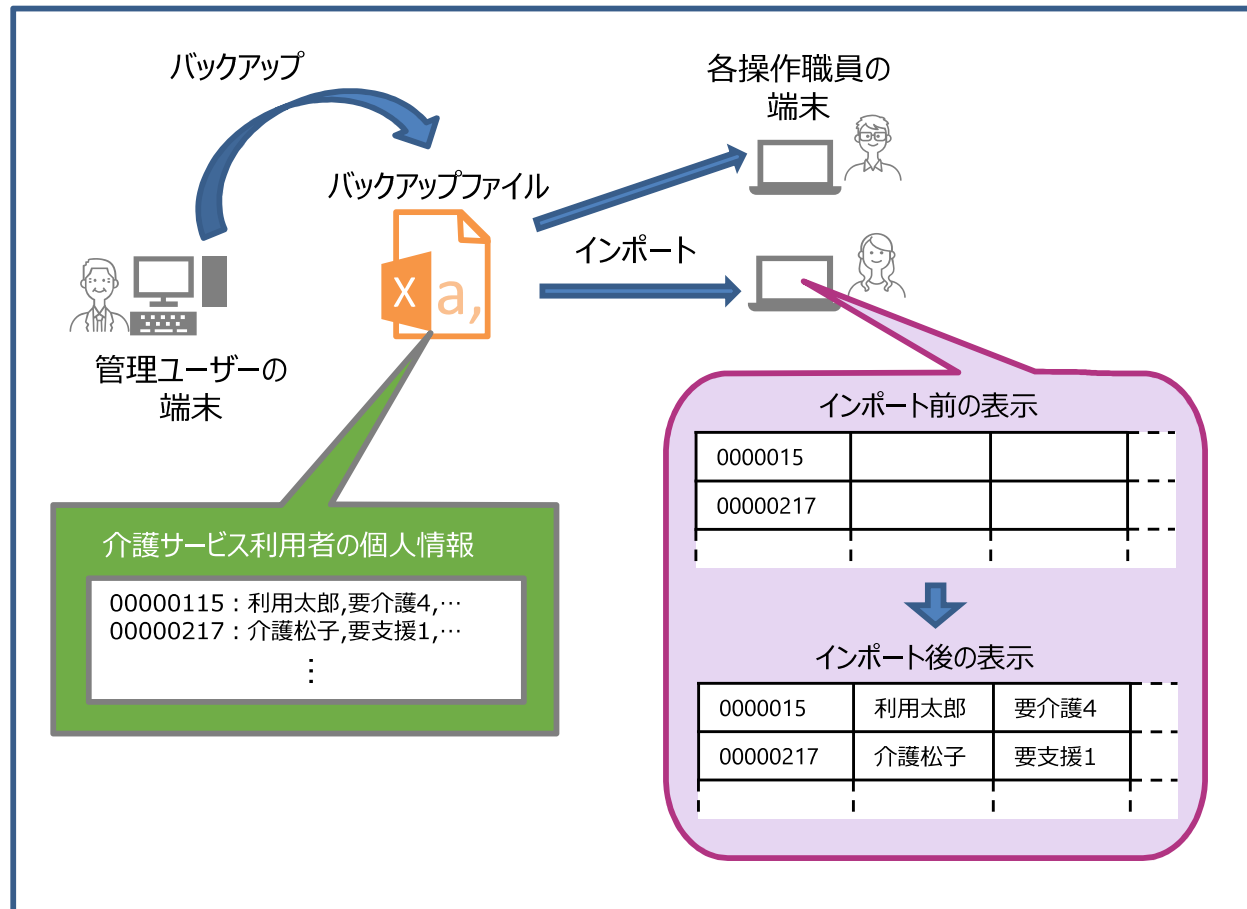 バックアップ
各操作職員の
端末
バックアップファイル
X a,
インポート
管理ユーザーの
端末
インポート前の表示
0000015
00000217
介護サービス利用者の個人情報
00000115：利用太郎,要介護4,…
00000217：介護松子,要支援1,…
⋮
インポート後の表示
0000015 利用太郎 要介護4
00000217 介護松子 要支援1